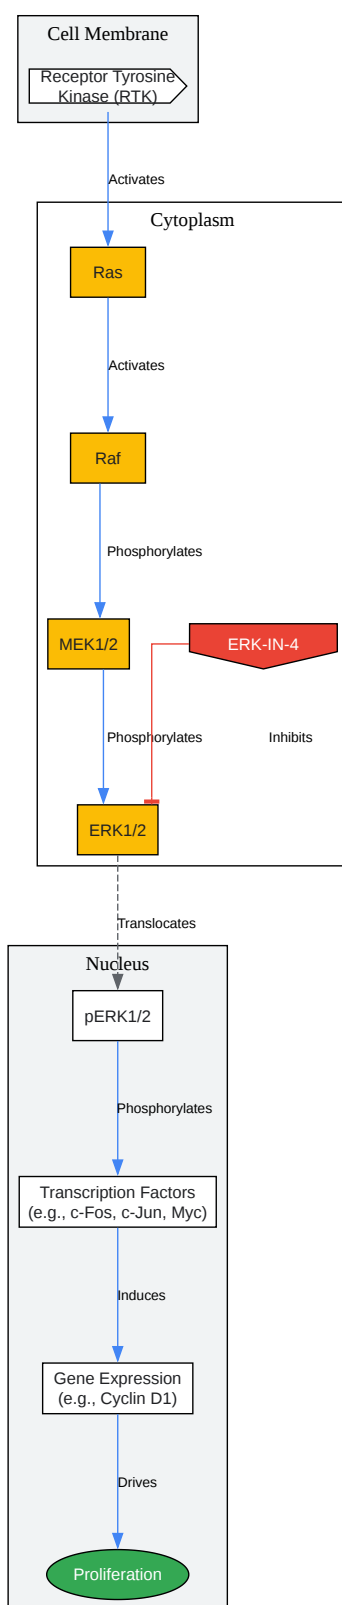 Cell Membrane
Receptor Tyrosine
Kinase (RTK)
Activates
Cytoplasm
Ras
Activates
Raf
Phosphorylates
MEK1/2
ERK-IN-4
Phosphorylates
Inhibits
ERK1/2
Translocates
Nucleus
pERK1/2
Phosphorylates
Transcription Factors
(e.g., c-Fos, c-Jun, Myc)
Induces
Gene Expression
(e.g., Cyclin D1)
Drives
Proliferation